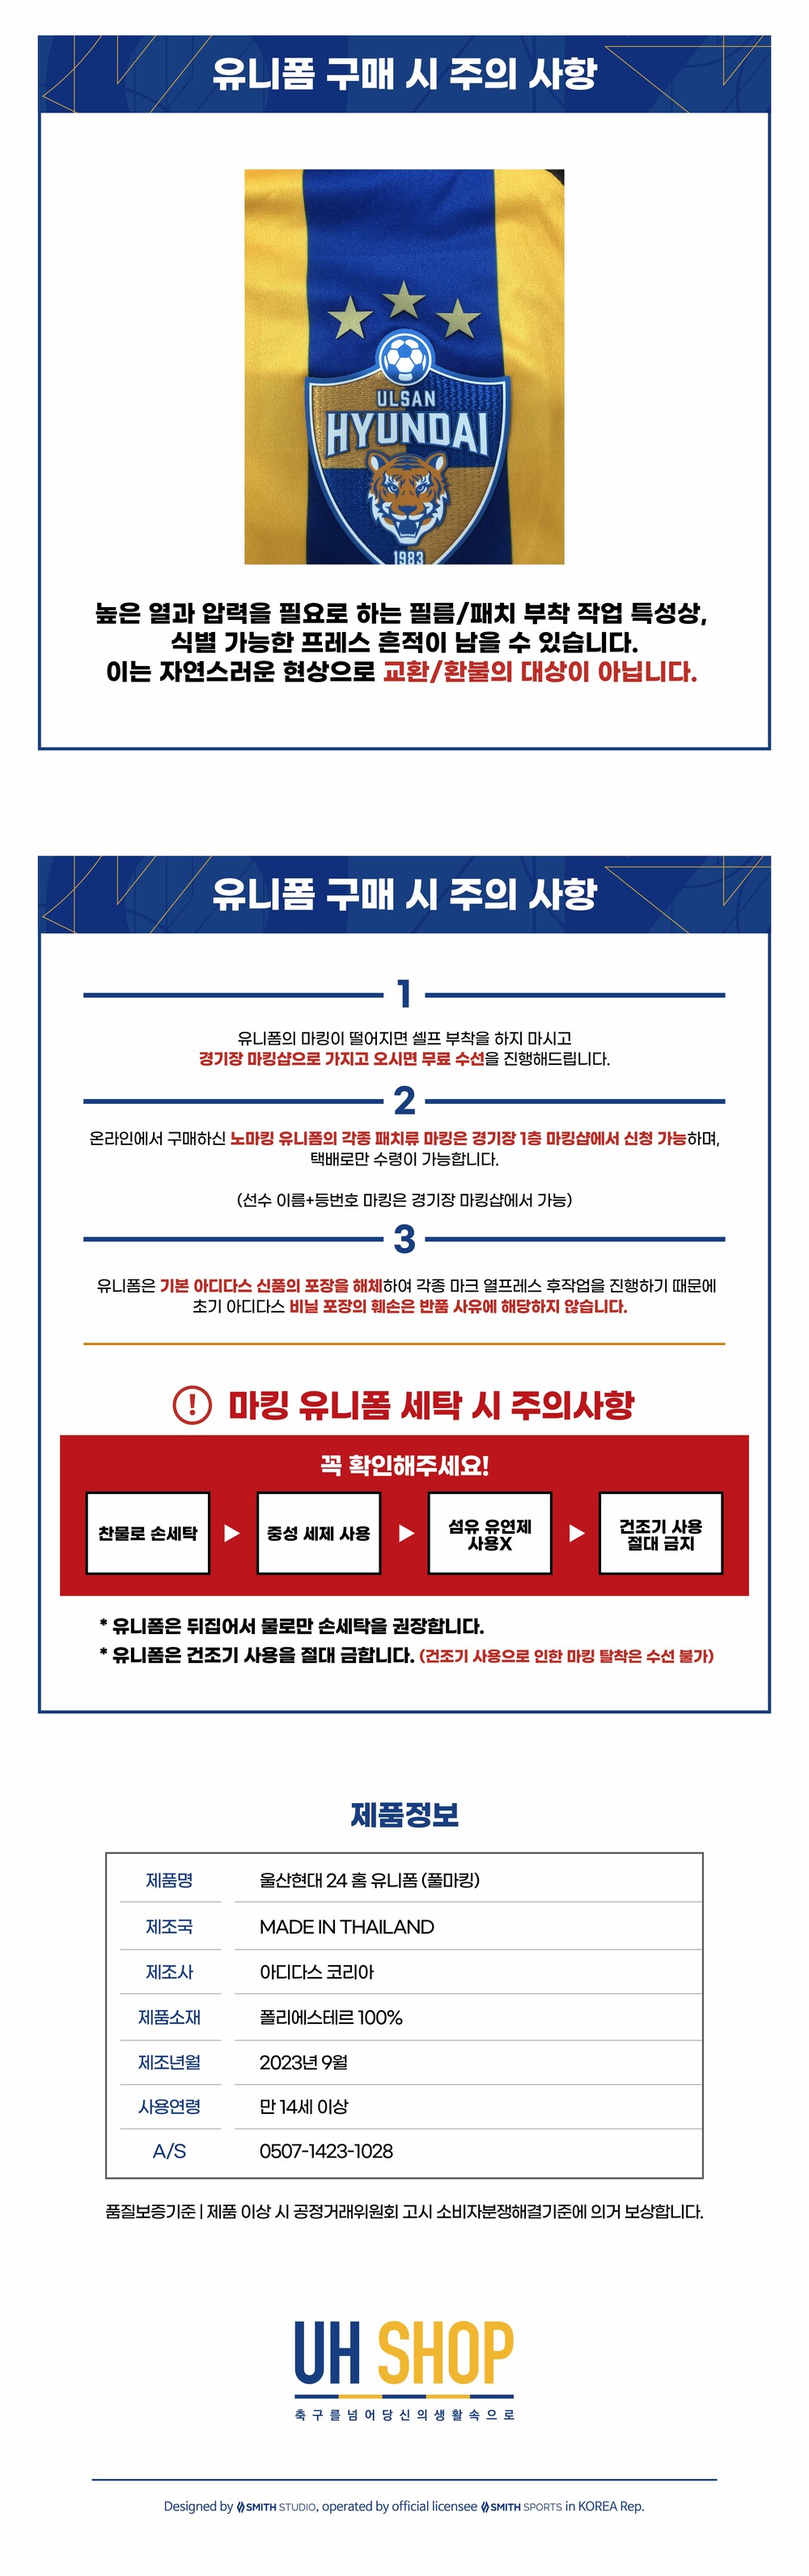 유니폼 구매 시 주의 사항
ULSAN
HYUNDAI
1983
높은 열과 압력을 필요로 하는 필름/패치 부착 작업 특성상,
식별 가능한 프레스 흔적이 남을 수 있습니다.
이는 자연스러운 현상으로 교환/환불의 대상이 아닙니다.
유니폼 구매 시 주의 사항
1
유니폼의 마킹이 떨어지면 셀프 부착을 하지 마시고
경기장 마킹샵으로 가지고 오시면 무료 수선을 진행해드립니다.
2
온라인에서 구매하신 노마킹 유니폼의 각종 패치류 마킹은 경기장 1층 마킹샵에서 신청 가능하며,
택배로만 수령이 가능합니다.
(선수 이름+등번호 마킹은 경기장 마킹샵에서 가능)
3
유니폼은 기본 아디다스 신품의 포장을 해체하여 각종 마크 열프레스 후작업을 진행하기 때문에
초기 아디다스 비닐 포장의 훼손은 반품 사유에 해당하지 않습니다.
! 마킹 유니폼 세탁 시 주의사항
꼭 확인해주세요!
찬물로 손세탁 ▶ 중성 세제 사용 ▶ 섬유 유연제 ▶ 건조기 사용
사용X 절대 금지
* 유니폼은 뒤집어서 물로만 손세탁을 권장합니다.
* 유니폼은 건조기 사용을 절대 금합니다. (건조기 사용으로 인한 마킹 탈착은 수선 불가)
제품정보
제품명 울산현대 24 홈 유니폼 (풀마킹)
제조국 MADE IN THAILAND
제조사 아디다스 코리아
제품소재 폴리에스테르 100%
제조년월 2023년 9월
사용연령 만 14세 이상
A/S 0507-1423-1028
품질보증기준 | 제품 이상 시 공정거래위원회 고시 소비자분쟁해결기준에 의거 보상합니다.
UH SHOP
축구를넘어당신의생활속으로
Designed by SMITH STUDIO, operated by official licensee SMITH SPORTS in KOREA Rep.